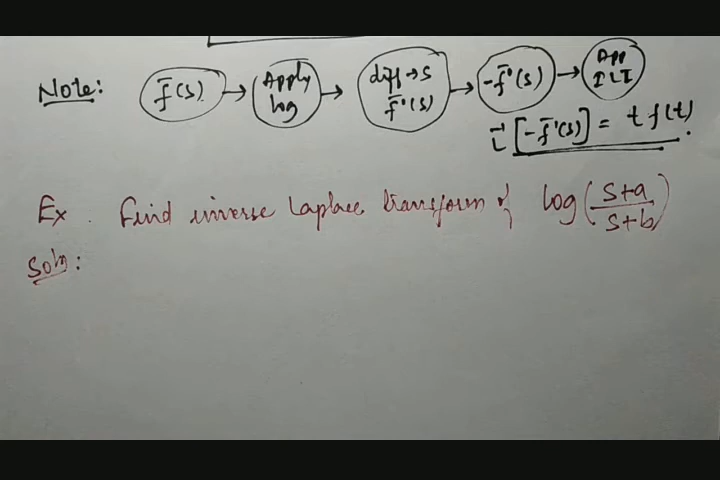 Note: f̄(s) → Apply log → diff → s f̄'(s) → -f̄'(s) → App ILT
L⁻¹[-f̄'(s)] = t f(t).
Ex. Find inverse Laplace transform of log(s+a/s+b)
Soln: